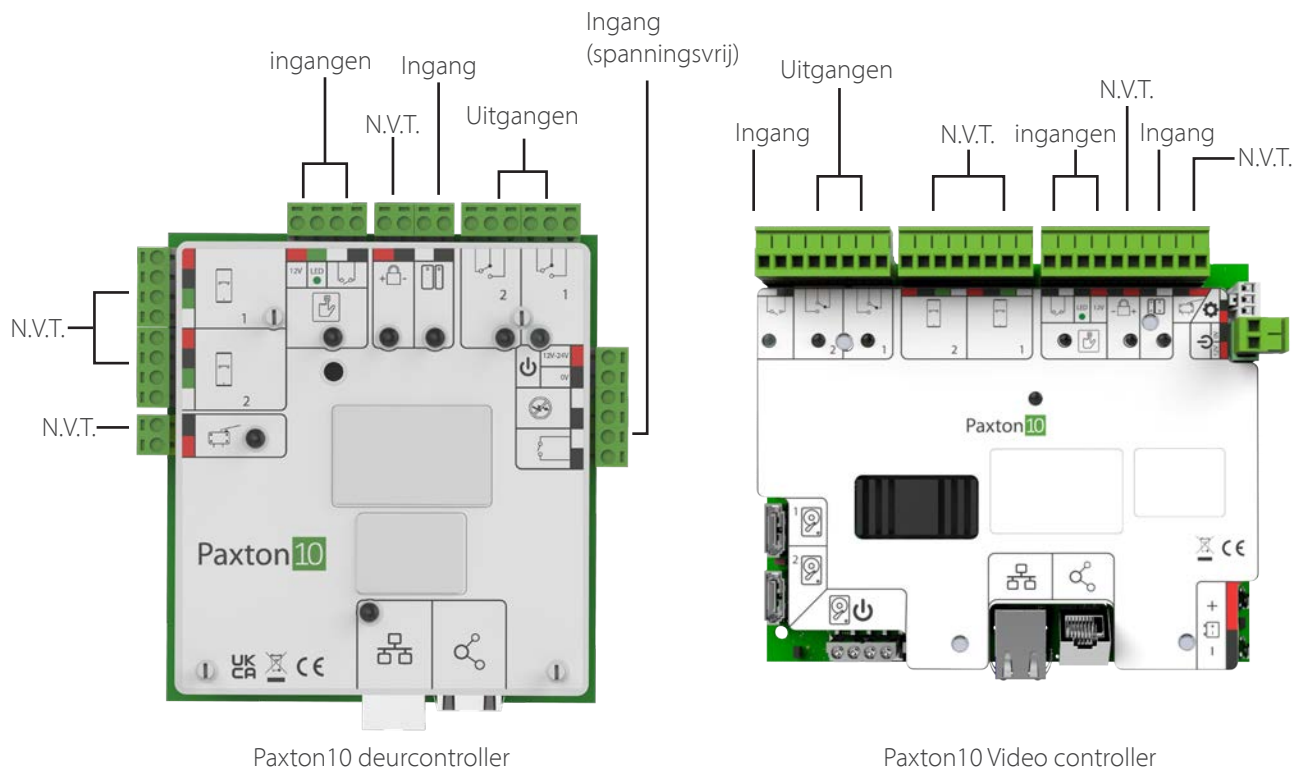 Ingang
(spanningsvrij)
ingangen
Ingang
N.V.T.
Uitgangen
N.V.T.
N.V.T.
12V
LED
+
-
2
1
1
2
12V-24V
0V
Paxton10
UK
CA
CE
Paxton10 deurcontroller
Uitgangen
Ingang
N.V.T.
ingangen
N.V.T.
Ingang
N.V.T.
2
1
2
1
LED
12V
-
+
Paxton10
1
2
CE
+
-
Paxton10 Video controller